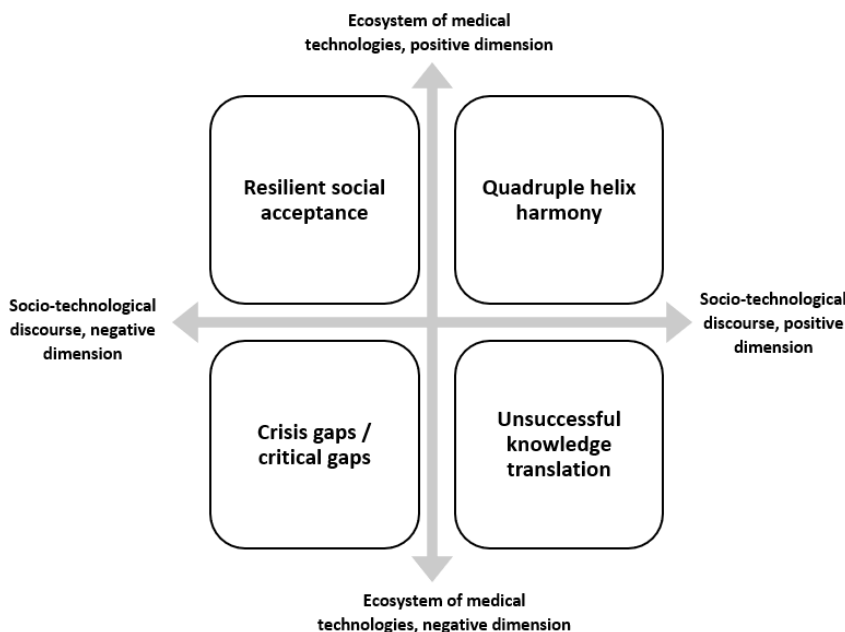 Ecosystem of medical
technologies, positive dimension
Resilient social
acceptance
Quadruple helix
harmony
Socio-technological
discourse, negative
dimension
Socio-technological
discourse, positive
dimension
Crisis gaps /
critical gaps
Unsuccessful
knowledge
translation
Ecosystem of medical
technologies, negative dimension